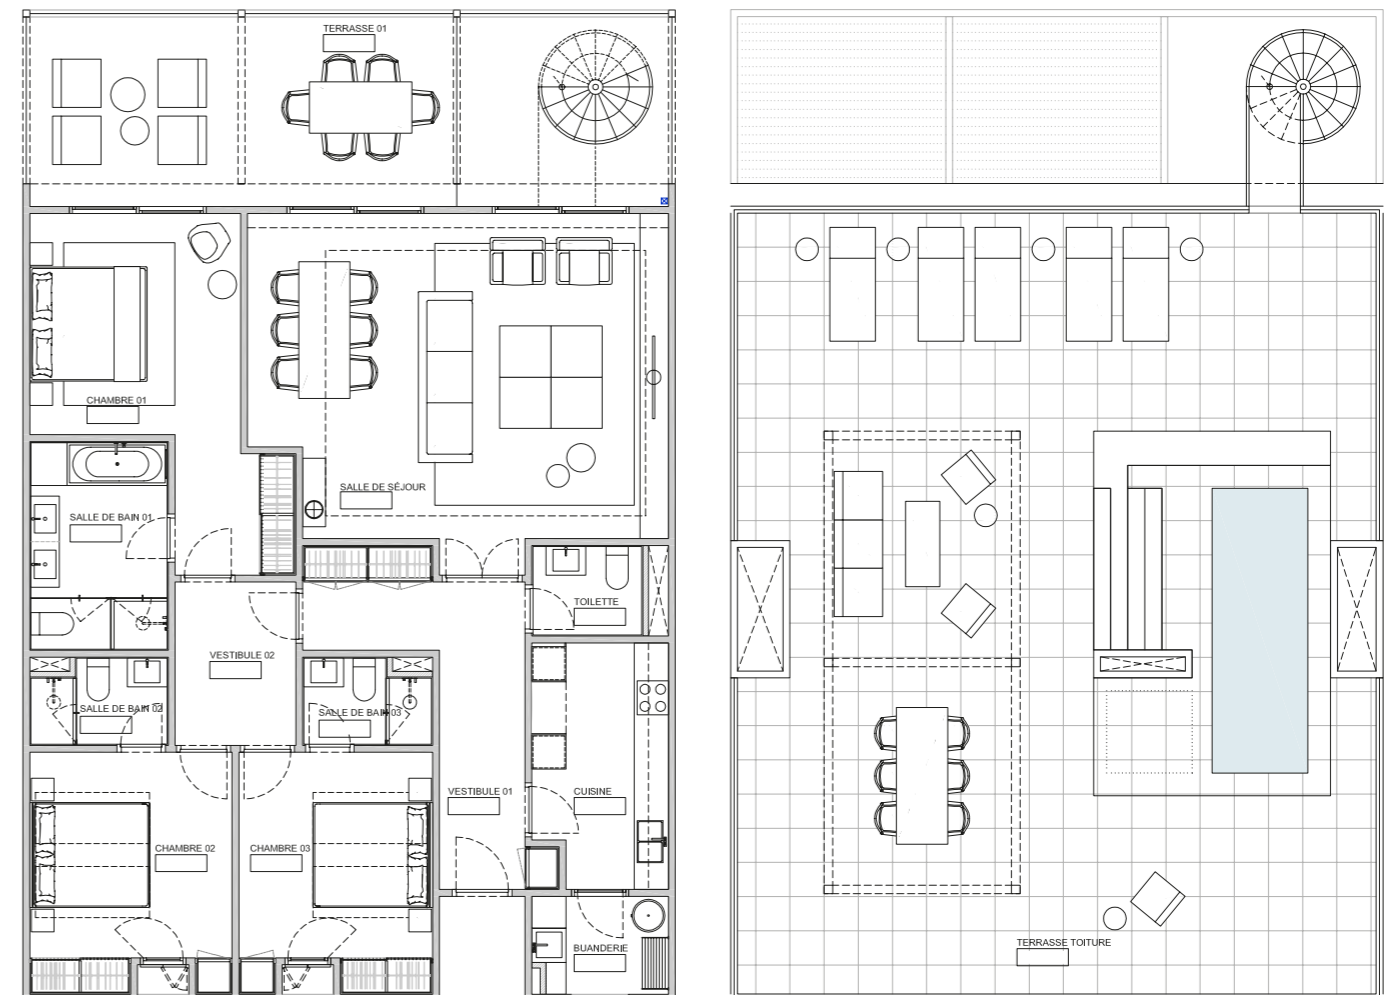 TERRASSE 01
CHAMBRE 01
SALLE DE SÉJOUR
SALLE DE BAIN 01
TOILETTE
VESTIBULE 02
SALLE DE BAIN 02
SALLE DE BAIN 03
VESTIBULE 01
CUISINE
CHAMBRE 02
CHAMBRE 03
BUANDERIE
TERRASSE TOITURE